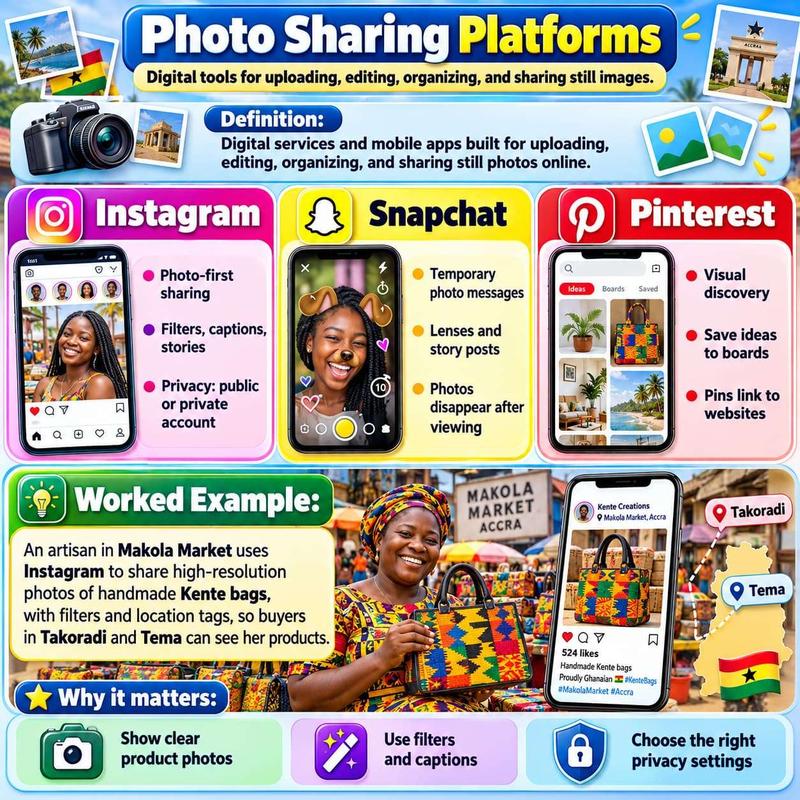 Photo Sharing Platforms
Digital tools for uploading, editing, organizing, and sharing still images.
ACCRA
Definition:
Digital services and mobile apps built for uploading,
editing, organizing, and sharing still photos online.
Instagram
Photo-first
sharing
Filters, captions,
stories
Privacy: public
or private
account
Snapchat
10
Temporary
photo messages
Lenses and
story posts
Photos
disappear after
viewing
Pinterest
Ideas Boards Saved
Visual
discovery
Save ideas
to boards
Pins link to
websites
Worked Example:
An artisan in Makola Market uses
Instagram to share high-resolution
photos of handmade Kente bags,
with filters and location tags, so buyers
in Takoradi and Tema can see her products.
MAKOLA
MARKET
ACCRA
Kente Creations
Makola Market, Accra
524 likes
Handmade Kente bags
Proudly Ghanaian 🇬🇭 #KenteBags
#MakolaMarket #Accra
Takoradi
Tema
Why it matters:
Show clear
product photos
Use filters
and captions
Choose the right
privacy settings